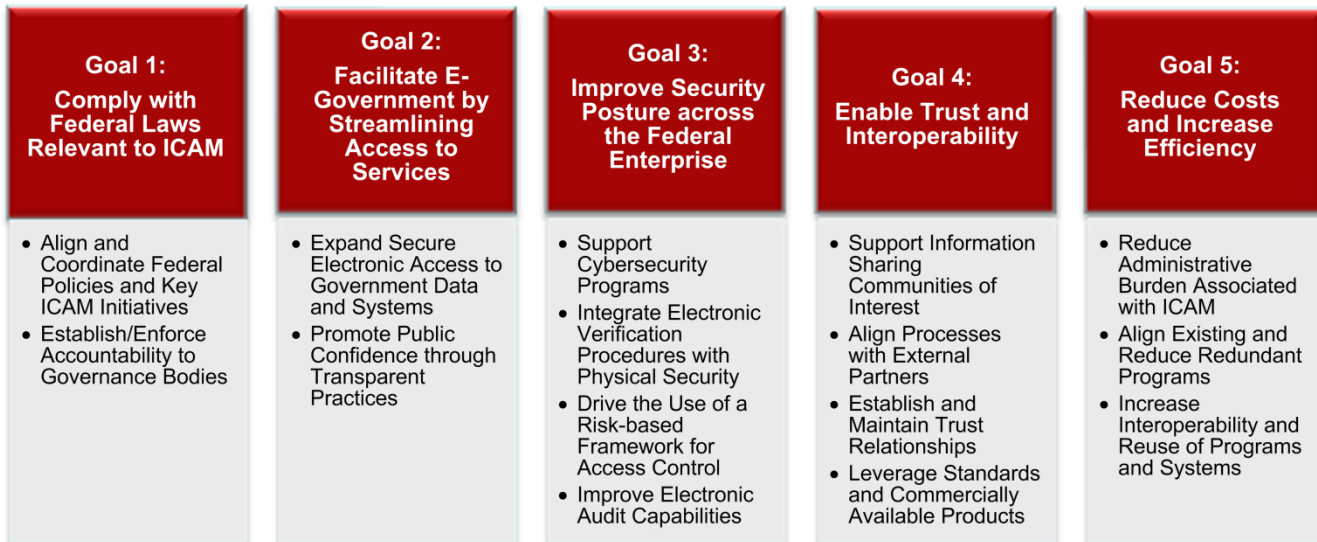 Goal 1:
Comply with
Federal Laws
Relevant to ICAM
• Align and
Coordinate Federal
Policies and Key
ICAM Initiatives
• Establish/Enforce
Accountability to
Governance Bodies
Goal 2:
Facilitate E-
Government by
Streamlining
Access to
Services
• Expand Secure
Electronic Access to
Government Data
and Systems
• Promote Public
Confidence through
Transparent
Practices
Goal 3:
Improve Security
Posture across
the Federal
Enterprise
• Support
Cybersecurity
Programs
• Integrate Electronic
Verification
Procedures with
Physical Security
• Drive the Use of a
Risk-based
Framework for
Access Control
• Improve Electronic
Audit Capabilities
Goal 4:
Enable Trust and
Interoperability
• Support Information
Sharing
Communities of
Interest
• Align Processes
with External
Partners
• Establish and
Maintain Trust
Relationships
• Leverage Standards
and Commercially
Available Products
Goal 5:
Reduce Costs
and Increase
Efficiency
• Reduce
Administrative
Burden Associated
with ICAM
• Align Existing and
Reduce Redundant
Programs
• Increase
Interoperability and
Reuse of Programs
and Systems